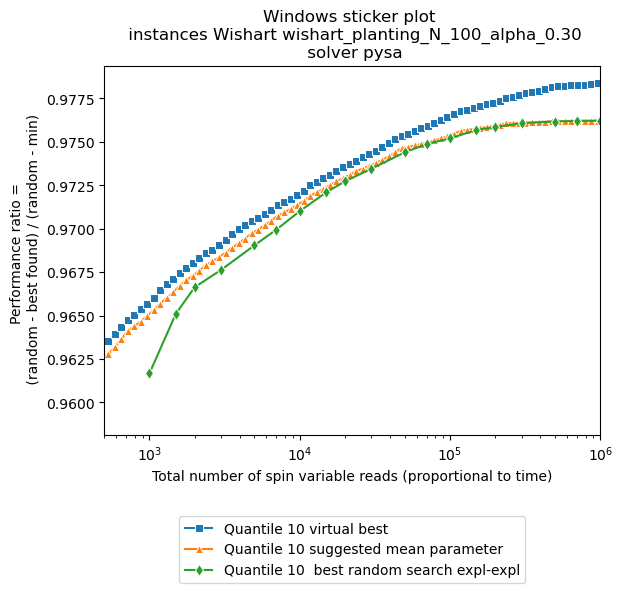 Windows sticker plot
instances Wishart wishart_planting_N_100_alpha_0.30
solver pysa
0.9775
0.9750
0.9725
0.9700
0.9675
0.9650
0.9625
0.9600
Performance ratio =
(random - best found) / (random - min)
10³
10⁴
10⁵
10⁶
Total number of spin variable reads (proportional to time)
Quantile 10 virtual best
Quantile 10 suggested mean parameter
Quantile 10  best random search expl-expl